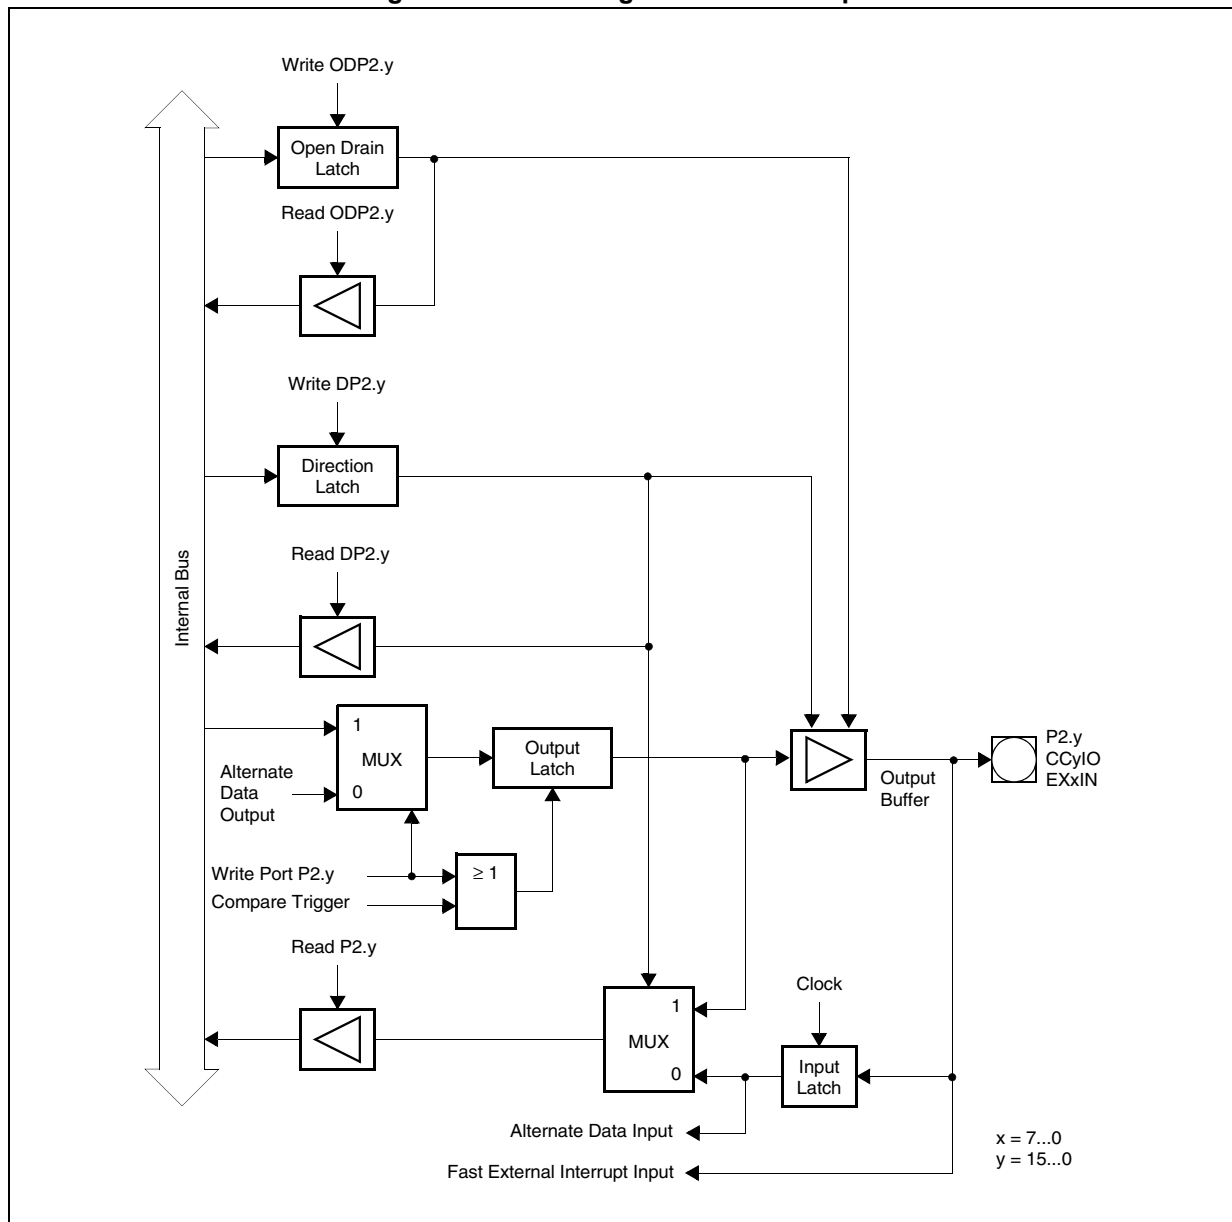 Write ODP2.y
Open Drain
Latch
Read ODP2.y
Write DP2.y
Direction
Latch
Read DP2.y
Internal Bus
1
MUX
0
Alternate
Data
Output
Output
Latch
Output
Buffer
P2.y
CCyIO
EXxIN
Write Port P2.y
Compare Trigger
≥ 1
Read P2.y
1
MUX
0
Clock
Input
Latch
Alternate Data Input
Fast External Interrupt Input
x = 7...0
y = 15...0